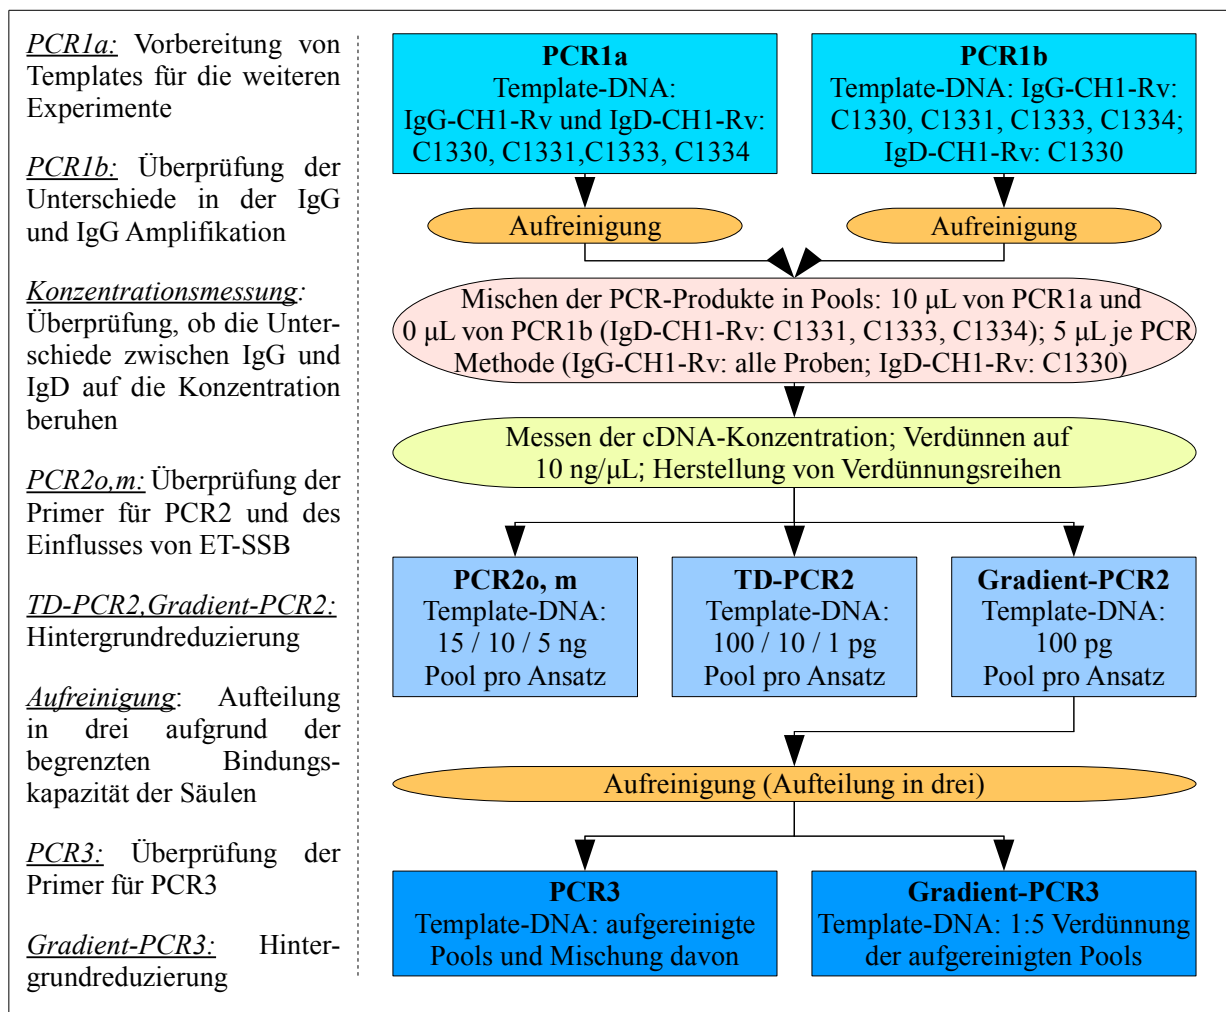 PCR1a: Vorbereitung von
Templates für die weiteren
Experimente
PCR1b: Überprüfung der
Unterschiede in der IgG
und IgG Amplifikation
Konzentrationsmessung:
Überprüfung, ob die Unter-
schiede zwischen IgG und
IgD auf die Konzentration
beruhen
PCR2o,m: Überprüfung der
Primer für PCR2 und des
Einflusses von ET-SSB
TD-PCR2,Gradient-PCR2:
Hintergrundreduzierung
Aufreinigung: Aufteilung
in drei aufgrund der
begrenzten Bindungs-
kapazität der Säulen
PCR3: Überprüfung der
Primer für PCR3
Gradient-PCR3: Hinter-
grundreduzierung
PCR1a
Template-DNA:
IgG-CH1-Rv und IgD-CH1-Rv:
C1330, C1331,C1333, C1334
PCR1b
Template-DNA: IgG-CH1-Rv:
C1330, C1331, C1333, C1334;
IgD-CH1-Rv: C1330
Aufreinigung
Aufreinigung
Mischen der PCR-Produkte in Pools: 10 µL von PCR1a und
0 µL von PCR1b (IgD-CH1-Rv: C1331, C1333, C1334); 5 µL je PCR
Methode (IgG-CH1-Rv: alle Proben; IgD-CH1-Rv: C1330)
Messen der cDNA-Konzentration; Verdünnen auf
10 ng/µL; Herstellung von Verdünnungsreihen
PCR2o, m
Template-DNA:
15 / 10 / 5 ng
Pool pro Ansatz
TD-PCR2
Template-DNA:
100 / 10 / 1 pg
Pool pro Ansatz
Gradient-PCR2
Template-DNA:
100 pg
Pool pro Ansatz
Aufreinigung (Aufteilung in drei)
PCR3
Template-DNA: aufgereinigte
Pools und Mischung davon
Gradient-PCR3
Template-DNA: 1:5 Verdünnung
der aufgereinigten Pools